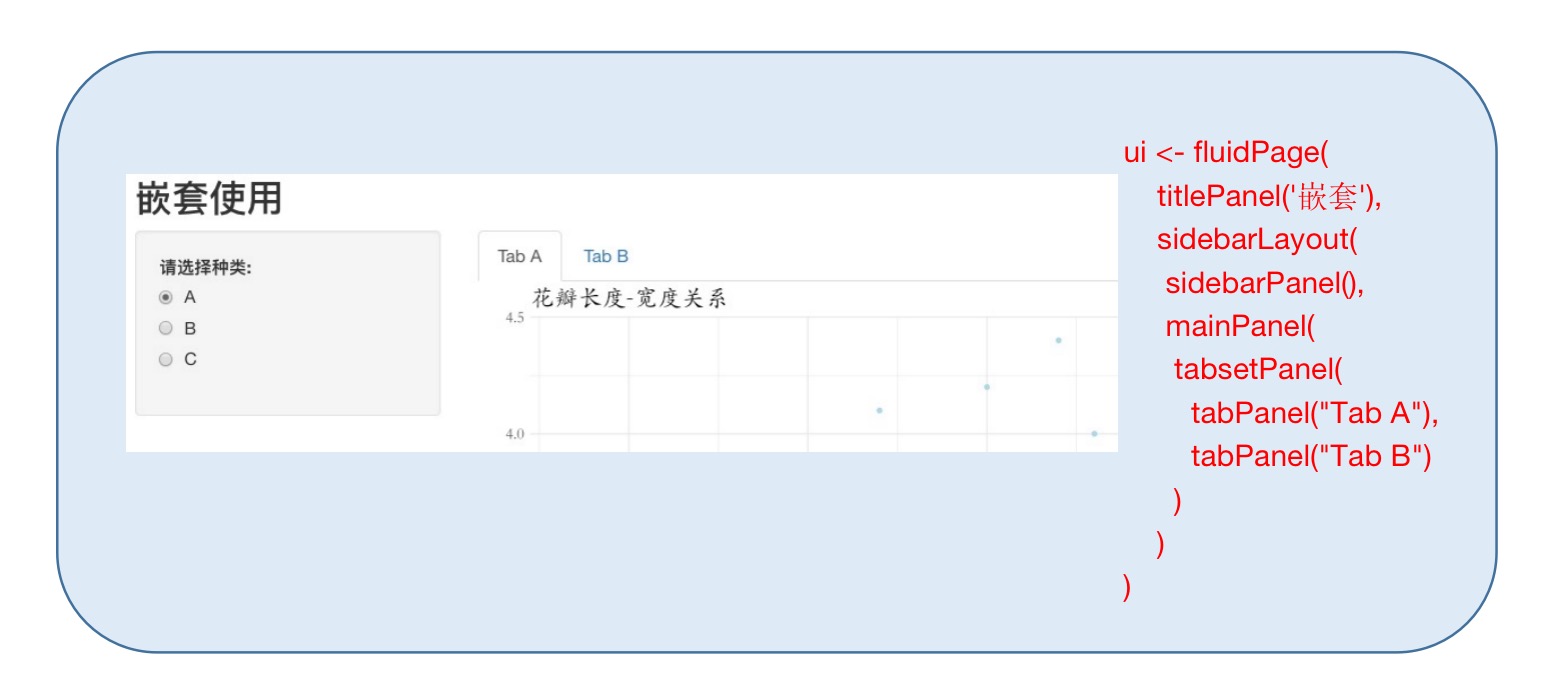 嵌套使用
请选择种类:
A
B
C
Tab A
Tab B
花瓣长度-宽度关系
4.5
4.0
ui <- fluidPage(
titlePanel('嵌套'),
sidebarLayout(
sidebarPanel(),
mainPanel(
tabsetPanel(
tabPanel("Tab A"),
tabPanel("Tab B")
)
)
)